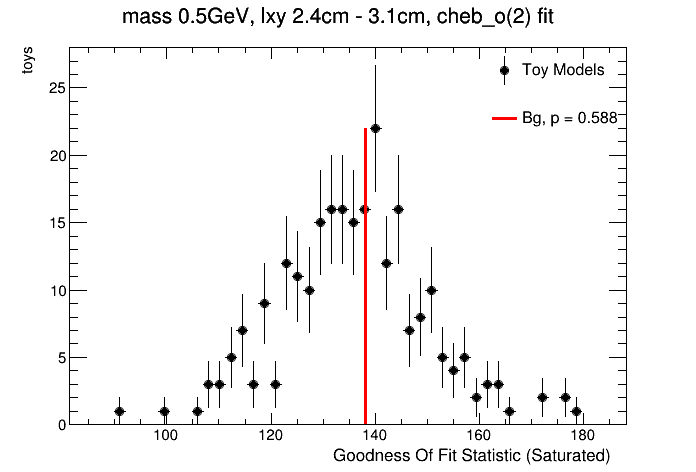 mass 0.5GeV, lxy 2.4cm - 3.1cm, cheb_o(2) fit
toys
Toy Models
Bg, p = 0.588
25
20
15
10
5
0
100 120 140 160 180
Goodness Of Fit Statistic (Saturated)